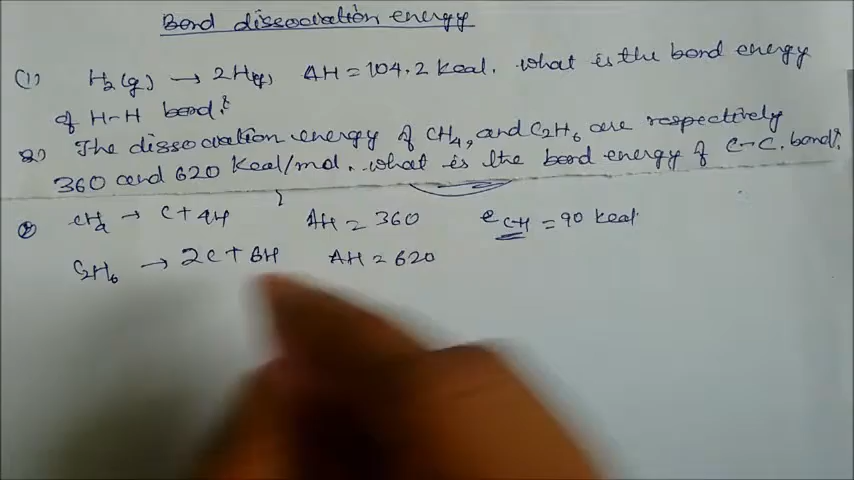 Bond dissociation energy
(1) H2(g) → 2H(g) ΔH = 104.2 Kcal. what is the bond energy
of H-H bond?
2) The dissociation energy of CH4, and C2H6 are respectively
360 and 620 Kcal/mol. what is the bond energy of C-C. bond?
② CH4 → C + 4H ΔH = 360 e C-H = 90 Kcal
C2H6 → 2C + 6H ΔH = 620